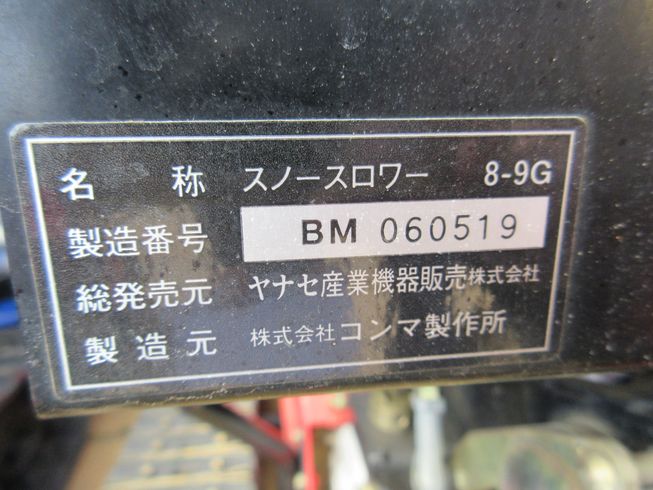 名称 スノースロワー 8-9G
製造番号 BM 060519
総発売元 ヤナセ産業機器販売株式会社
製造元 株式会社コンマ製作所